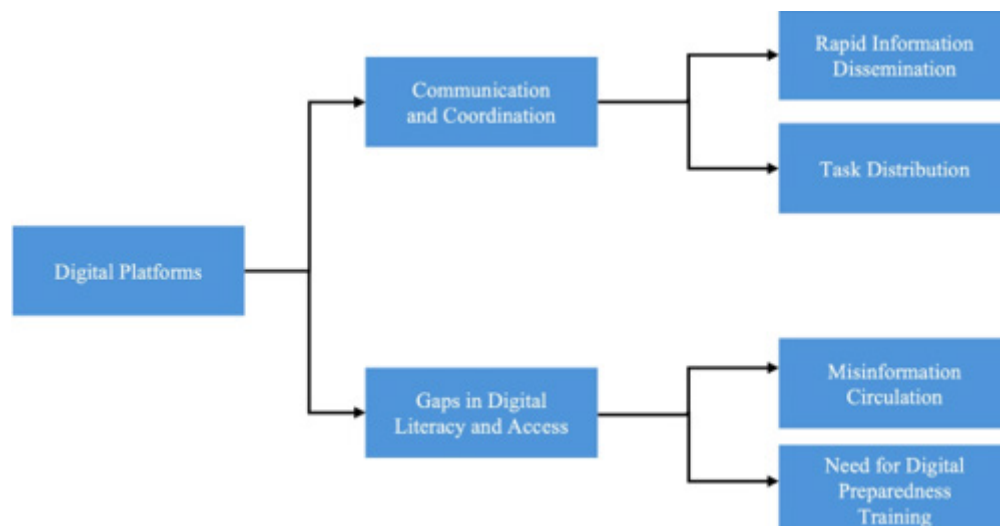 Rapid Information
Dissemination
Communication
and Coordination
Task Distribution
Digital Platforms
Misinformation
Circulation
Gaps in Digital
Literacy and Access
Need for Digital
Preparedness
Training